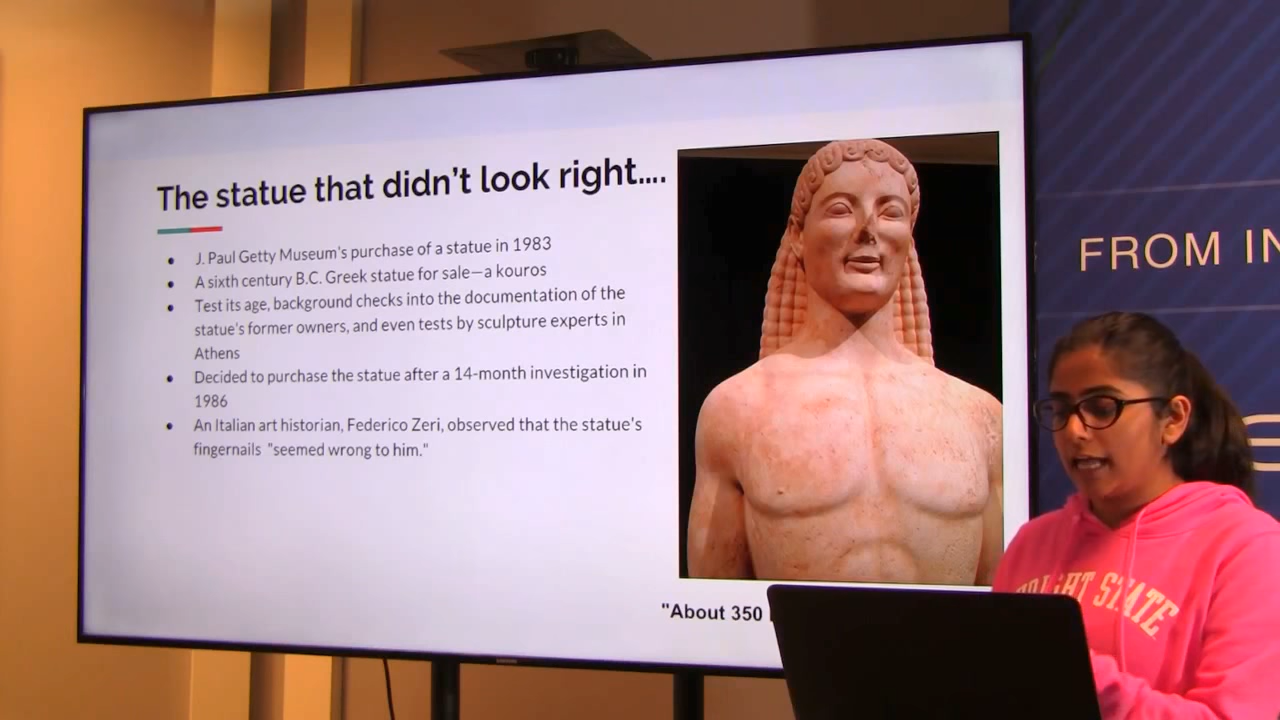 The statue that didn't look right....
● J. Paul Getty Museum's purchase of a statue in 1983
● A sixth century B.C. Greek statue for sale—a kouros
● Test its age, background checks into the documentation of the
statue's former owners, and even tests by sculpture experts in
Athens
● Decided to purchase the statue after a 14-month investigation in
1986
● An Italian art historian, Federico Zeri, observed that the statue's
fingernails "seemed wrong to him."
"About 350
FROM IN
STATE